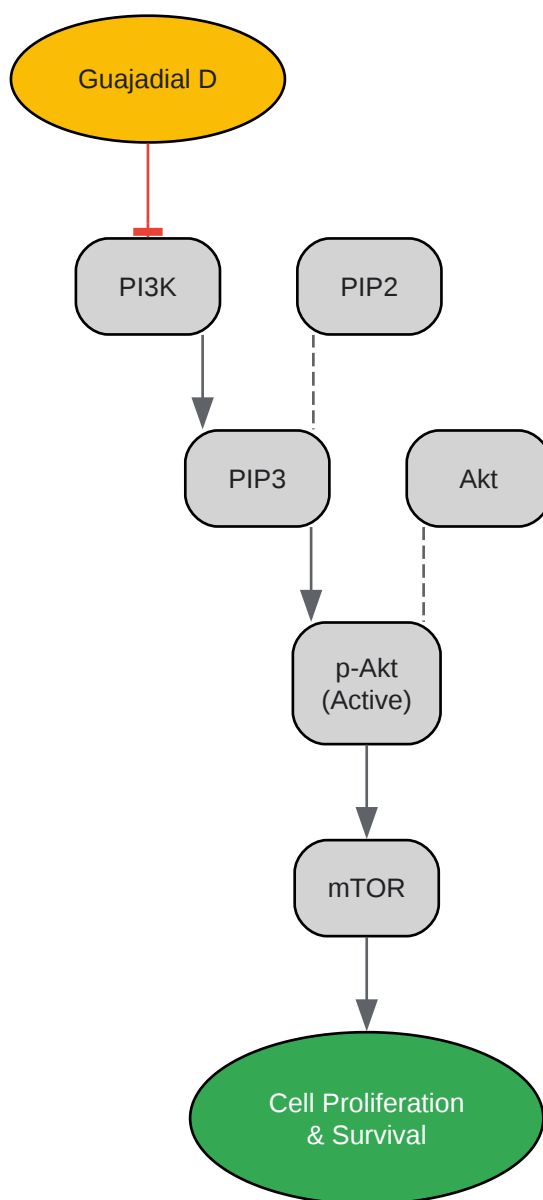 Guajadial D
PI3K
PIP2
PIP3
Akt
p-Akt
(Active)
mTOR
Cell Proliferation
& Survival